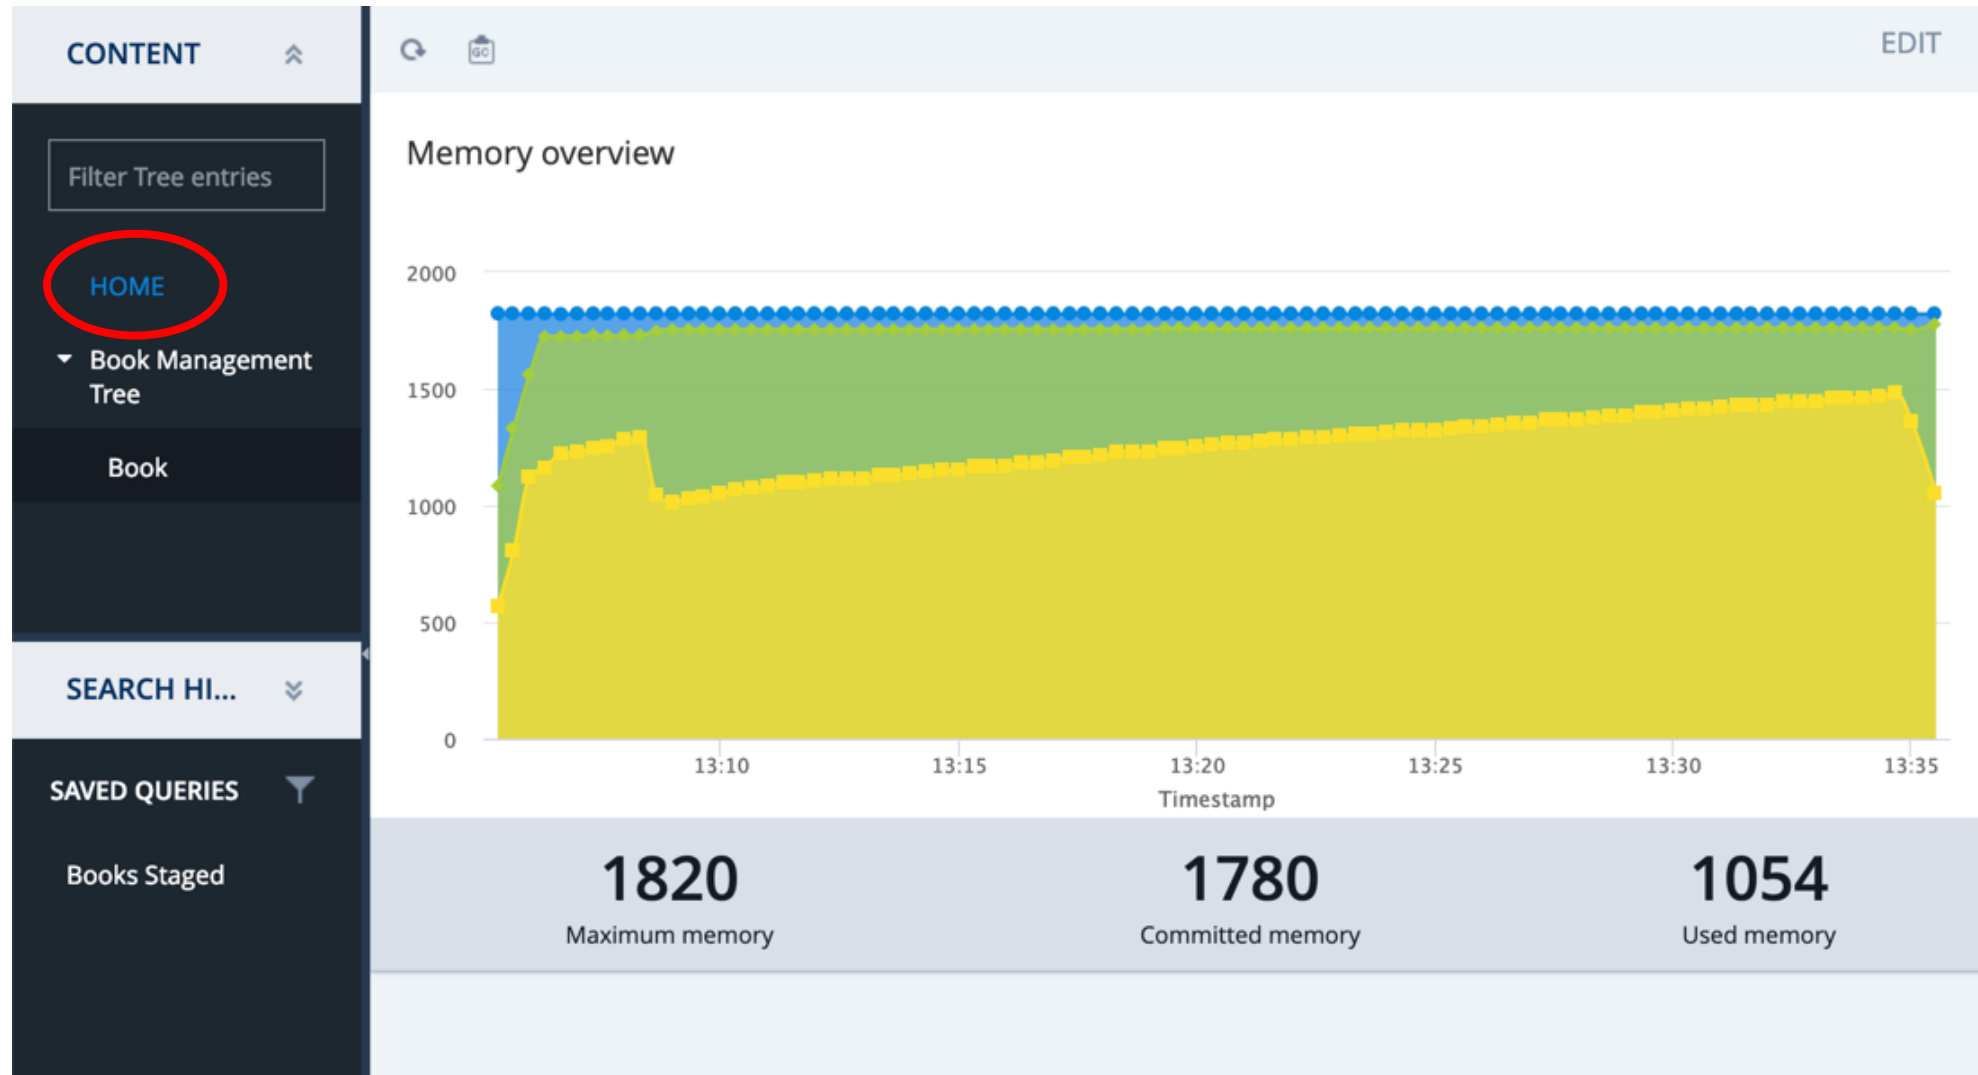 CONTENT
Filter Tree entries
HOME
Book Management
Tree
Book
SEARCH HI...
SAVED QUERIES
Books Staged
GC
EDIT
Memory overview
2000
1500
1000
500
0
13:10 13:15 13:20 13:25 13:30 13:35
Timestamp
1820 1780 1054
Maximum memory Committed memory Used memory